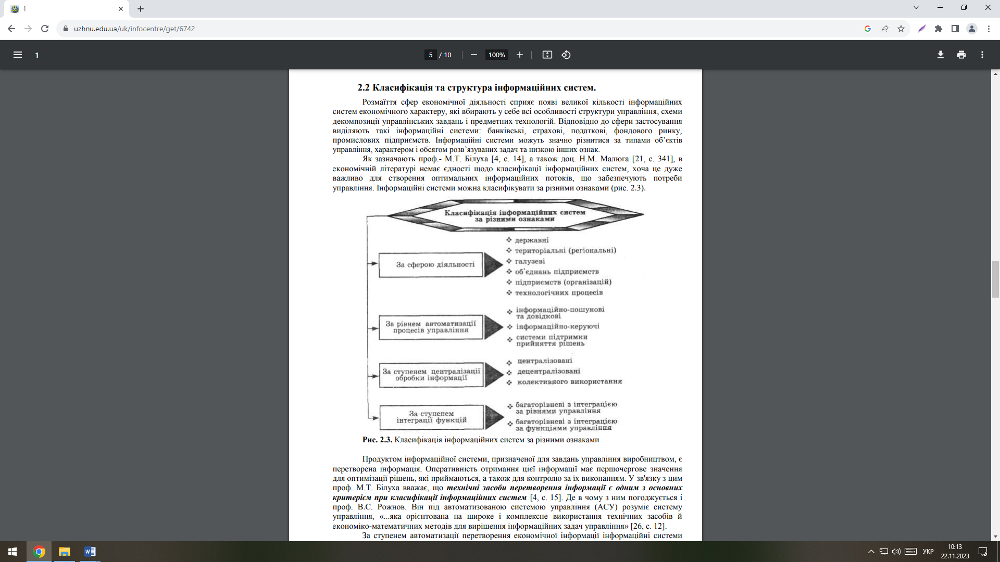 1
uzhnu.edu.ua/uk/infocentre/get/6742
1
5 / 10
100%
2.2 Класифікація та структура інформаційних систем.
Розмаїття сфер економічної діяльності сприяє появі великої кількості інформаційних
систем економічного характеру, які вбирають у себе всі особливості структури управління, схеми
декомпозиції управлінських завдань і предметних технологій. Відповідно до сфери застосування
виділяють такі інформаційні системи: банківські, страхові, податкові, фондового ринку,
промислових підприємств. Інформаційні системи можуть значно різнитися за типами об’єктів
управління, характером і обсягом розв’язуваних задач та низкою інших ознак.
Як зазначають проф.- М.Т. Білуха [4, с. 14], а також доц. Н.М. Малюга [21, с. 341], в
економічній літературі немає єдності щодо класифікації інформаційних систем, хоча це дуже
важливо для створення оптимальних інформаційних потоків, що забезпечують потреби
управління. Інформаційні системи можна класифікувати за різними ознаками (рис. 2.3).
Класифікація інформаційних систем
за різними ознаками
За сферою діяльності
❖ державні
❖ територіальні (регіональні)
❖ галузеві
❖ об'єднань підприємств
❖ підприємств (організацій)
❖ технологічних процесів
За рівнем автоматизації
процесів управління
❖ інформаційно-пошукові
та довідкові
❖ інформаційно-керуючі
❖ системи підтримки
прийняття рішень
За ступенем централізації
обробки інформації
❖ централізовані
❖ децентралізовані
❖ колективного використання
За ступенем
інтеграції функцій
❖ багаторівневі з інтеграцією
за рівнями управління
❖ багаторівневі з інтеграцією
за функціями управління
Рис. 2.3. Класифікація інформаційних систем за різними ознаками
Продуктом інформаційної системи, призначеної для завдань управління виробництвом, є
перетворена інформація. Оперативність отримання цієї інформації має першочергове значення
для оптимізації рішень, які приймаються, а також для контролю за їх виконанням. У зв'язку з цим
проф. М.Т. Білуха вважає, що технічні засоби перетворення інформації є одним з основних
критерієм при класифікації інформаційних систем [4, с. 15]. Де в чому з ним погоджується і
проф. В.С. Рожнов. Він під автоматизованою системою управління (АСУ) розуміє систему
управління, «...яка орієнтована на широке і комплексне використання технічних засобів й
економіко-математичних методів для вирішення інформаційних задач управління» [26, с. 12].
За ступенем автоматизації перетворення економічної інформації інформаційні системи
УКР
10:13
22.11.2023